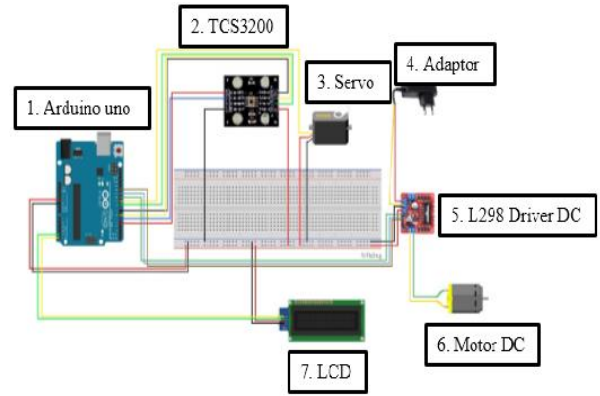 2. TCS3200
4. Adaptor
3. Servo
1. Arduino uno
5. L298 Driver DC
6. Motor DC
7. LCD